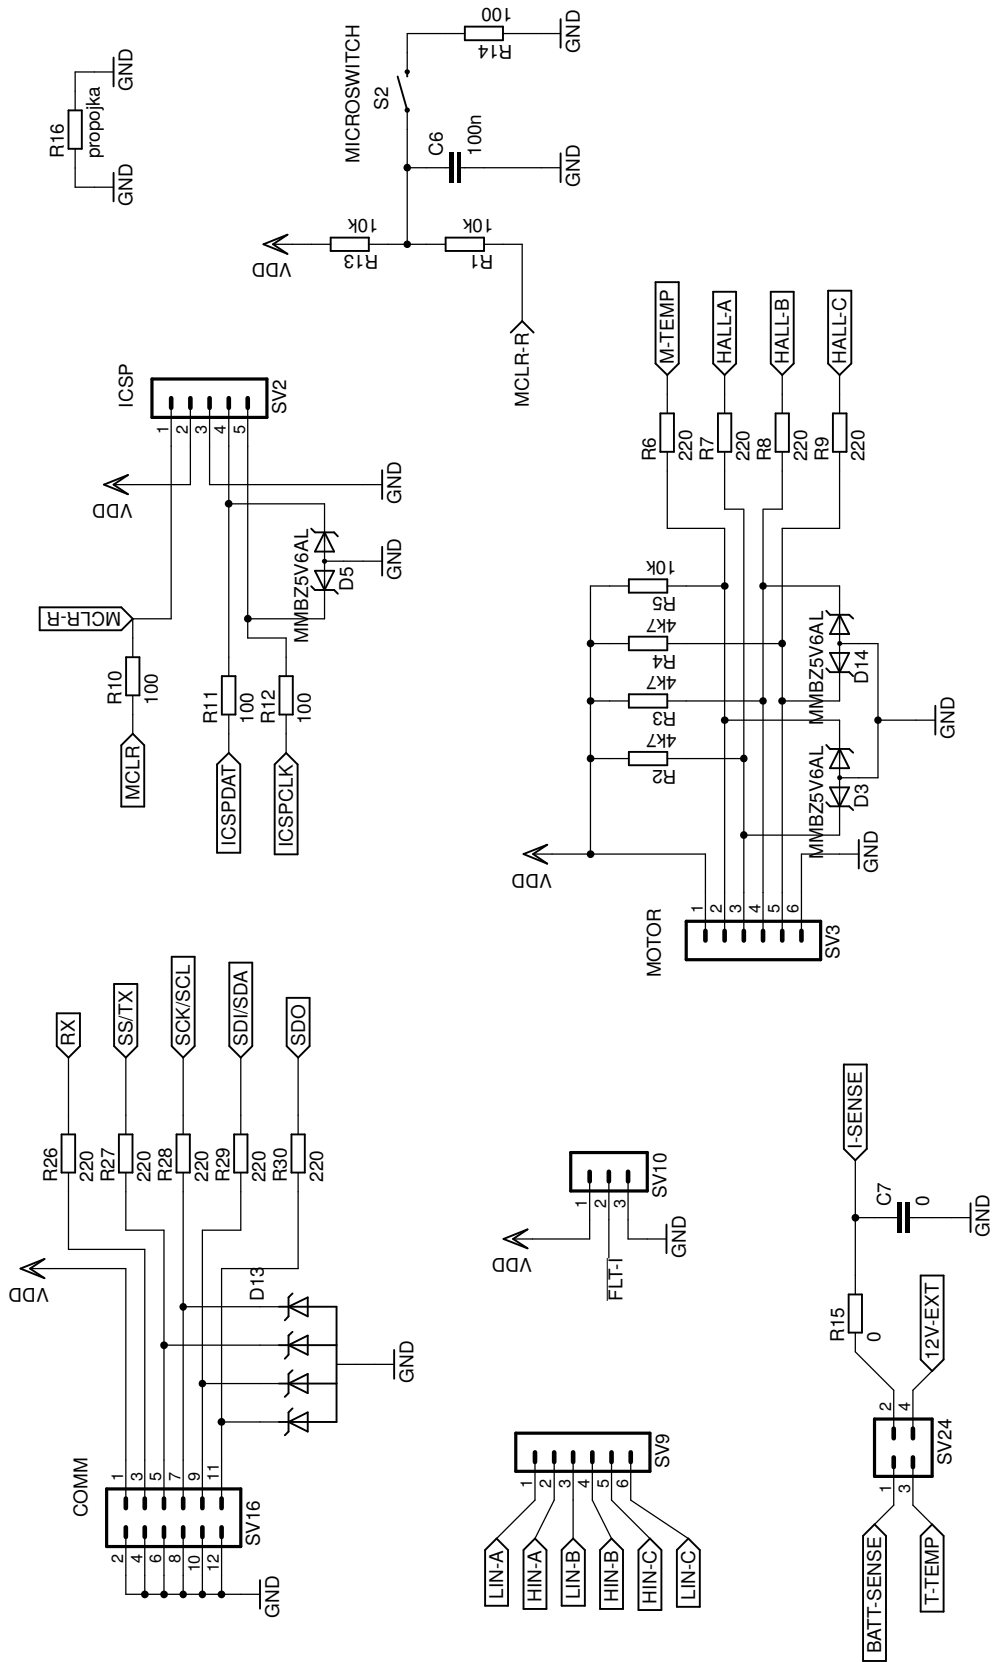 R16
propojka
GND
GND
MICROSWITCH
S2
R14
100
GND
C6
100n
GND
VDD
R13
10k
R1
10k
MCLR-R
ICSP
SV2
1
2
3
4
5
VDD
GND
MCLR-R
R10
100
MCLR
R11
100
ICSPDAT
R12
100
ICSPCLK
MMBZ5V6AL
D5
GND
M-TEMP
HALL-A
HALL-B
HALL-C
R6
220
R7
220
R8
220
R9
220
R5
10k
R4
4k7
R3
4k7
R2
4k7
VDD
MMBZ5V6AL
D14
MMBZ5V6AL
D3
GND
GND
MOTOR
SV3
1
2
3
4
5
6
RX
SS/TX
SCK/SCL
SDI/SDA
SDO
R26
220
R27
220
R28
220
R29
220
R30
220
VDD
D13
GND
COMM
SV16
1
3
5
7
9
11
2
4
6
8
10
12
GND
SV10
1
2
3
VDD
FLT-I
GND
SV9
1
2
3
4
5
6
LIN-A
HIN-A
LIN-B
HIN-B
HIN-C
LIN-C
I-SENSE
C7
0
GND
R15
0
12V-EXT
SV24
2
4
1
3
BATT-SENSE
T-TEMP